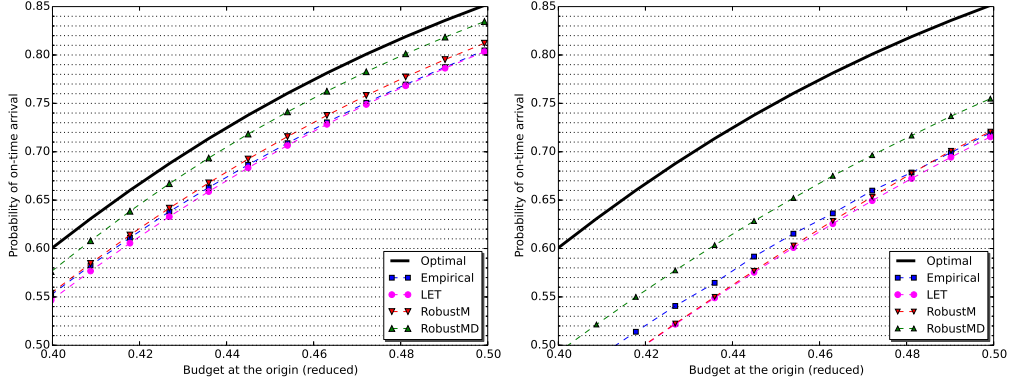 0.85
0.80
0.75
0.70
0.65
0.60
0.55
0.50
Probability of on-time arrival
Optimal
Empirical
LET
RobustM
RobustMD
0.40 0.42 0.44 0.46 0.48 0.50
Budget at the origin (reduced)
0.85
0.80
0.75
0.70
0.65
0.60
0.55
0.50
Probability of on-time arrival
Optimal
Empirical
LET
RobustM
RobustMD
0.40 0.42 0.44 0.46 0.48 0.50
Budget at the origin (reduced)